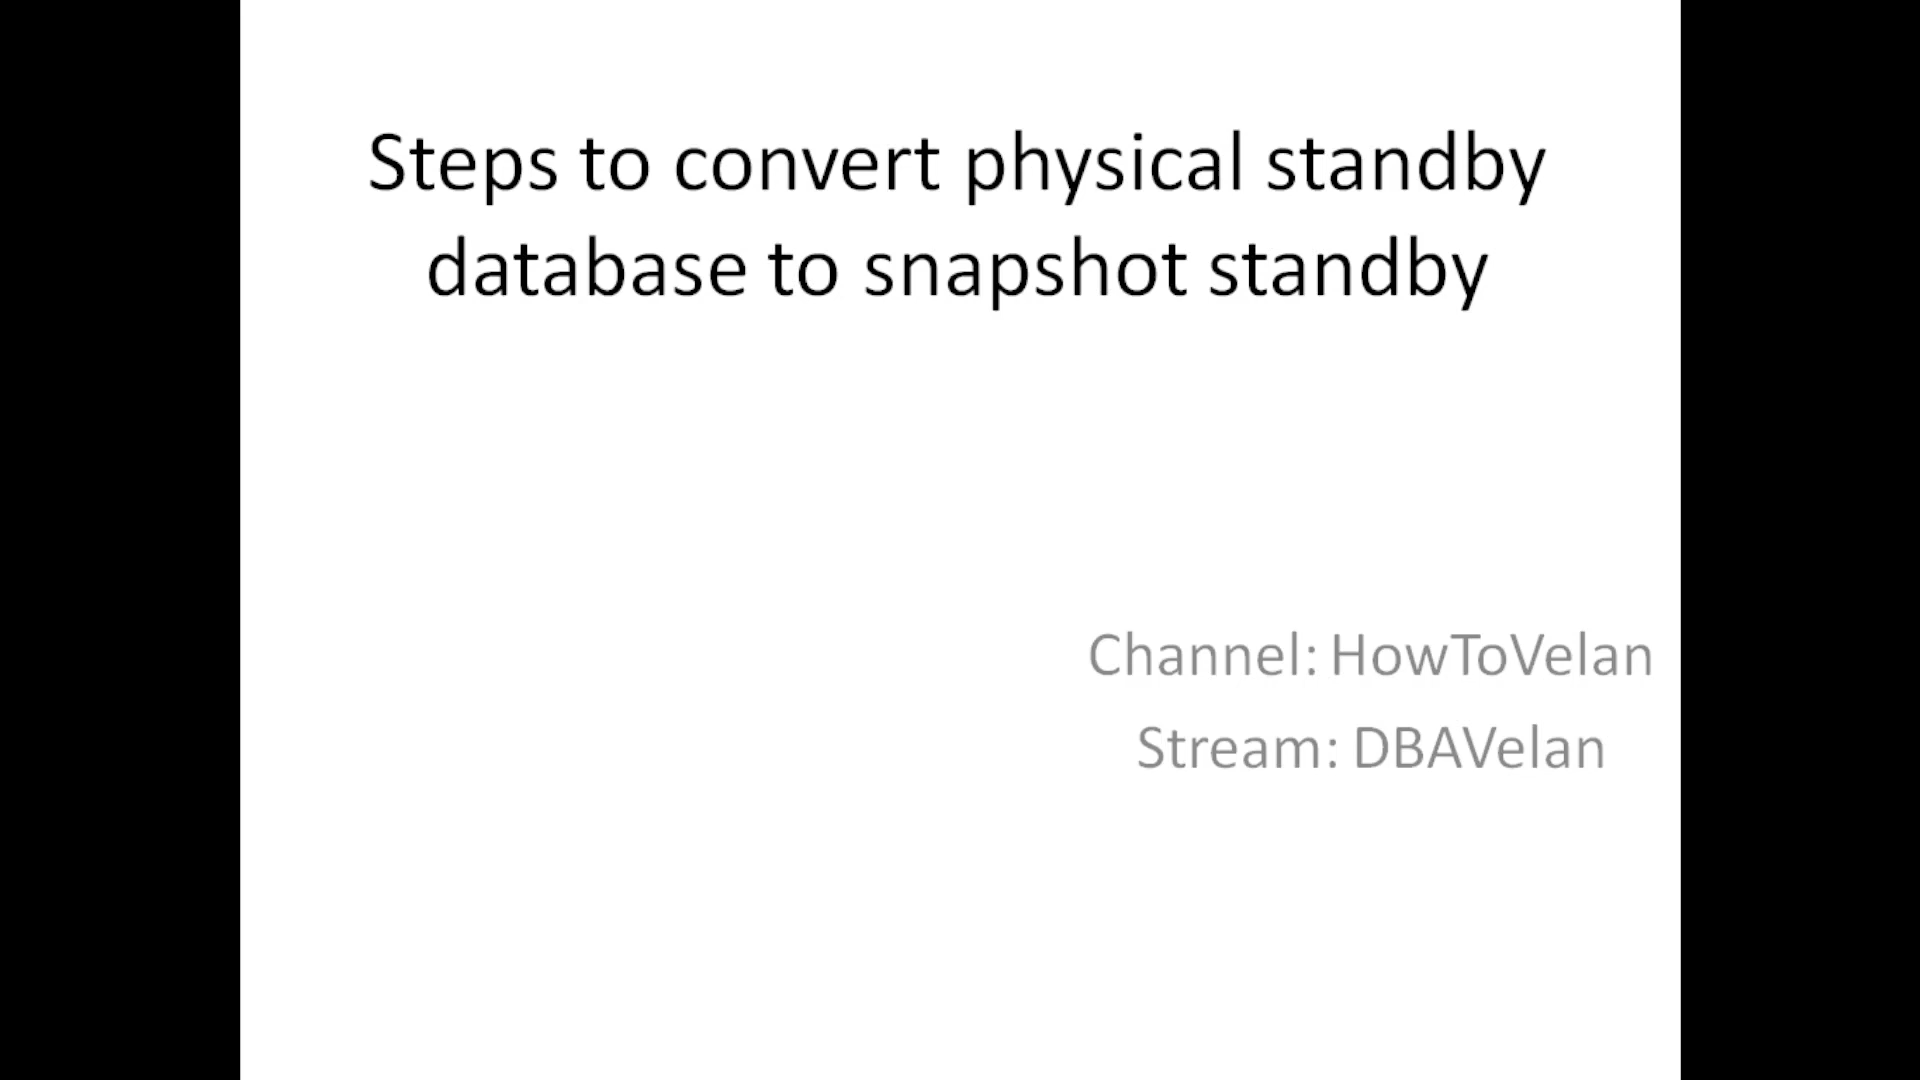 Steps to convert physical standby
database to snapshot standby
Channel: HowToVelan
Stream: DBAVelan